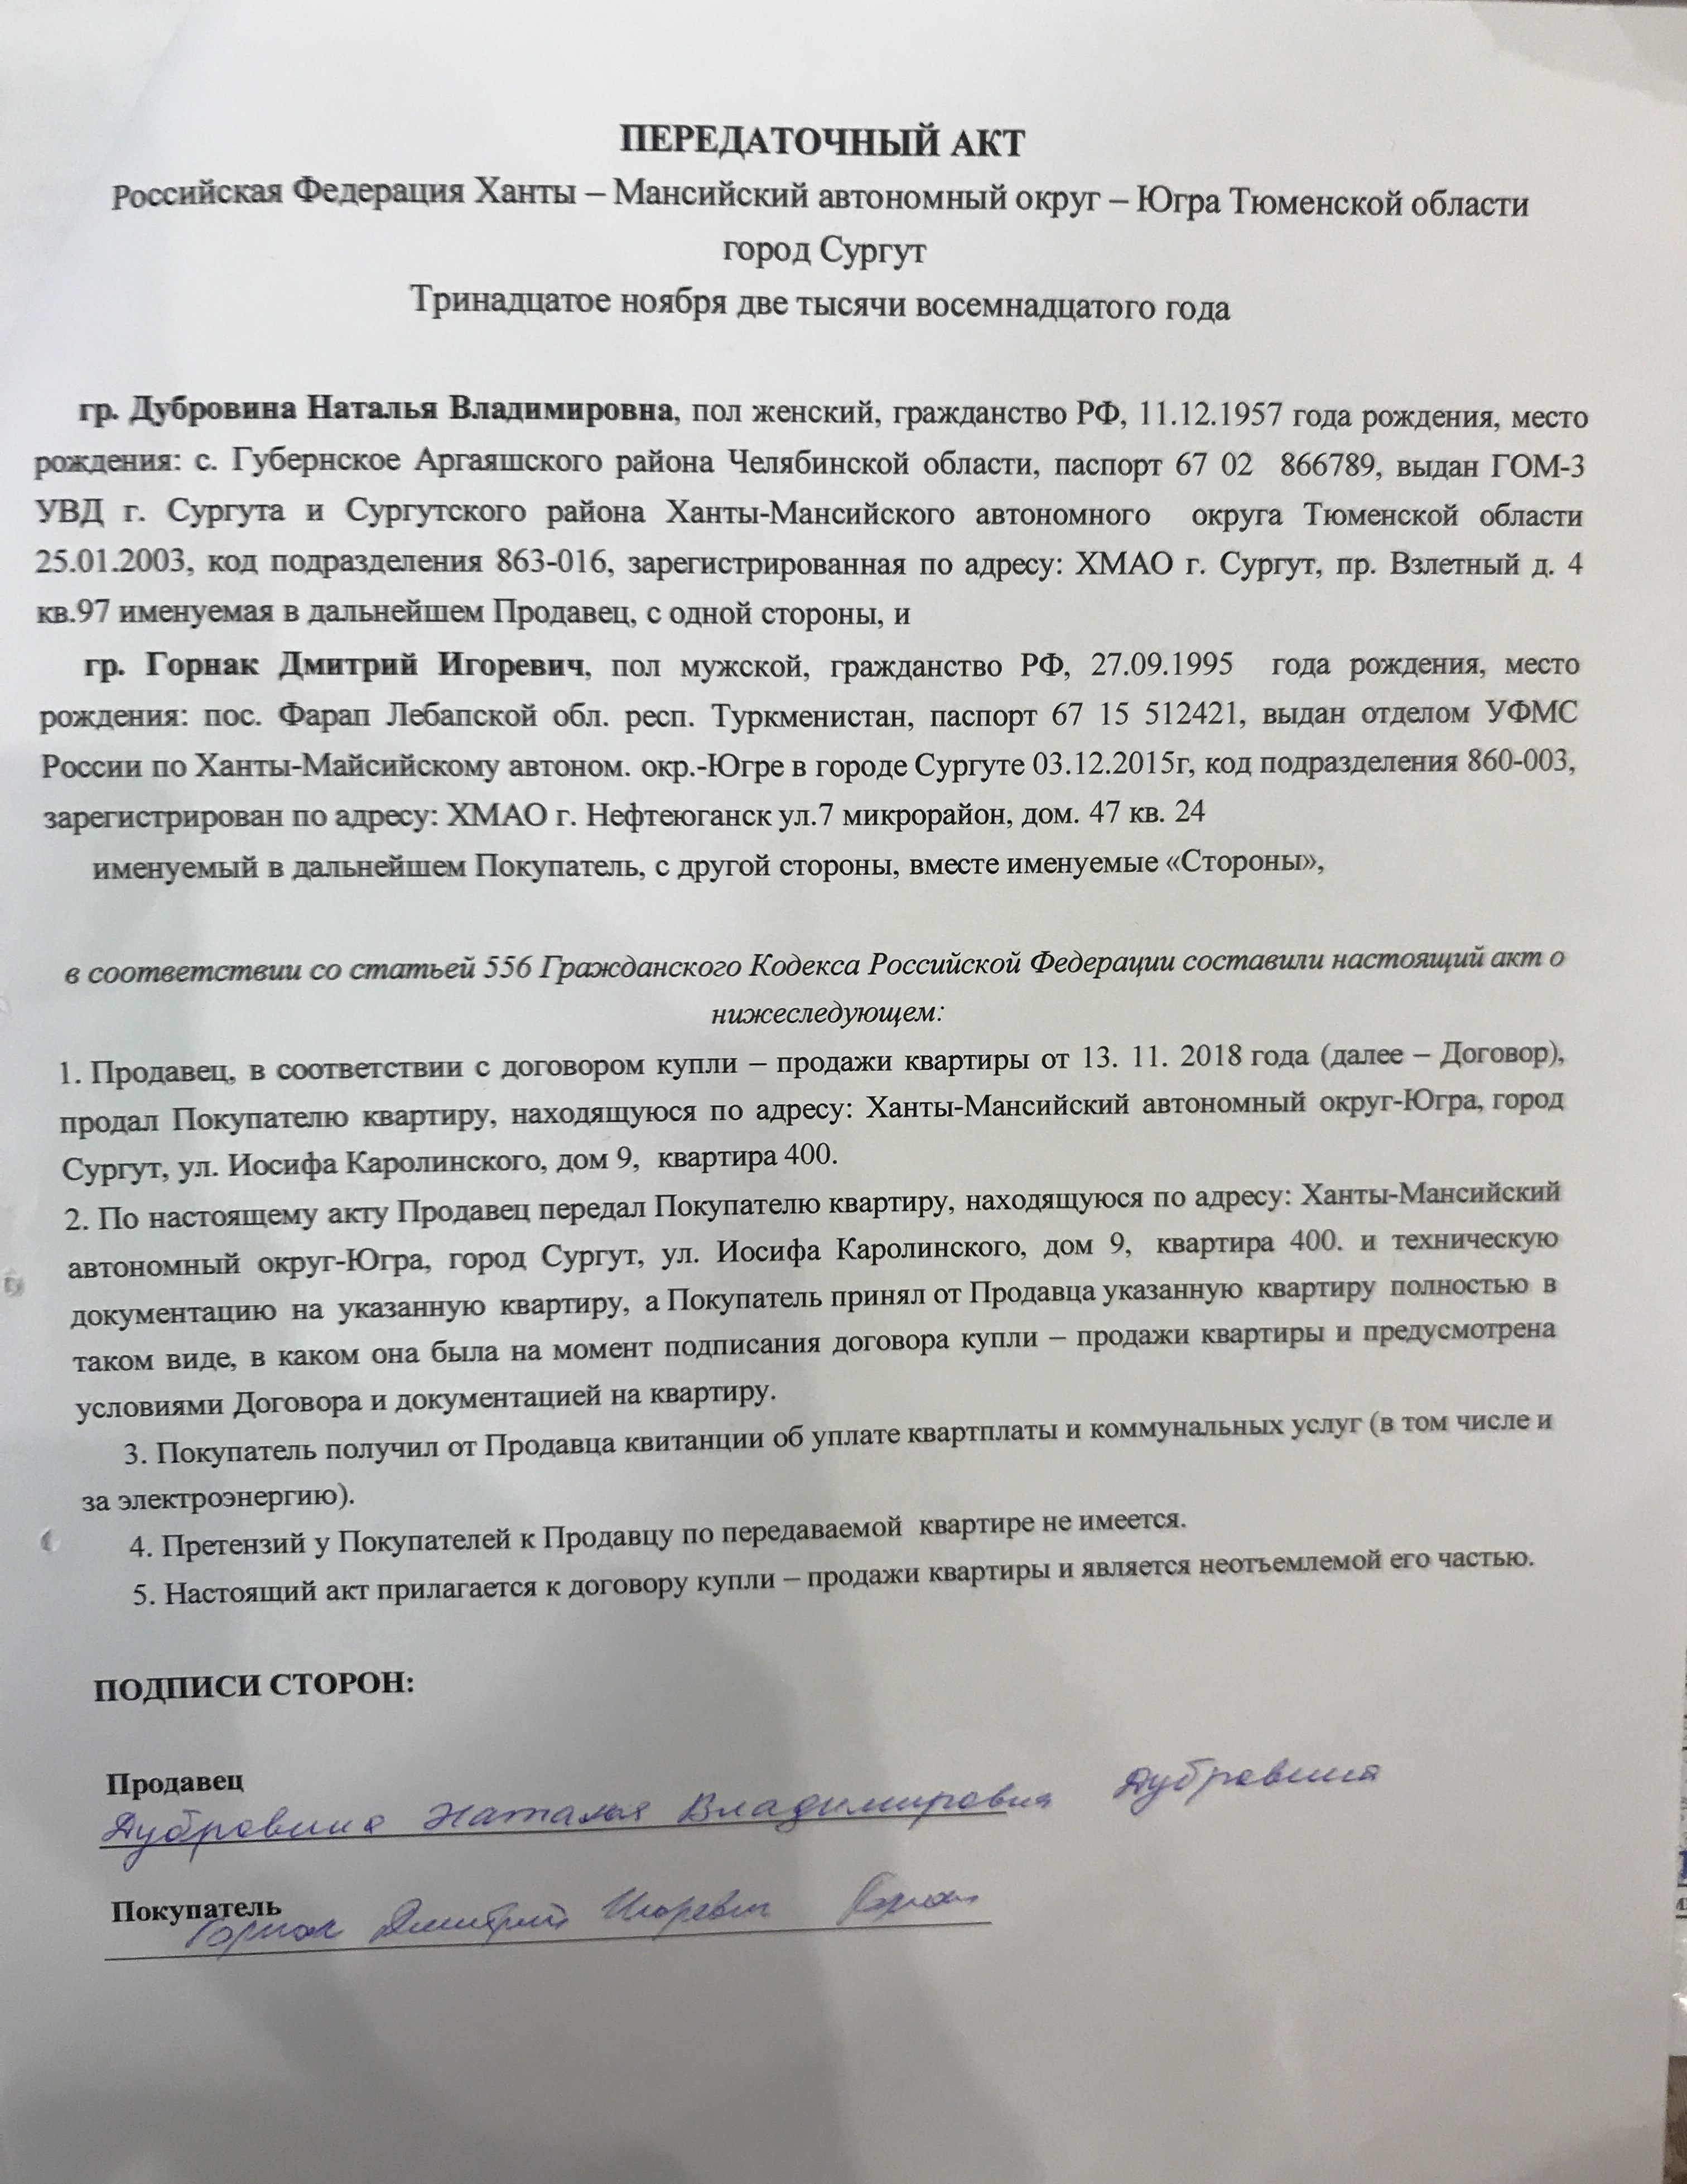 ПЕРЕДАТОЧНЫЙ АКТ
Российская Федерация Ханты – Мансийский автономный округ – Югра Тюменской области
город Сургут
Тринадцатое ноября две тысячи восемнадцатого года
гр. Дубровина Наталья Владимировна, пол женский, гражданство РФ, 11.12.1957 года рождения, место
рождения: с. Губернское Аргаяшского района Челябинской области, паспорт 67 02 866789, выдан ГОМ-3
УВД г. Сургута и Сургутского района Ханты-Мансийского автономного округа Тюменской области
25.01.2003, код подразделения 863-016, зарегистрированная по адресу: ХМАО г. Сургут, пр. Взлетный д. 4
кв.97 именуемая в дальнейшем Продавец, с одной стороны, и
гр. Горнак Дмитрий Игоревич, пол мужской, гражданство РФ, 27.09.1995 года рождения, место
рождения: пос. Фарап Лебапской обл. респ. Туркменистан, паспорт 67 15 512421, выдан отделом УФМС
России по Ханты-Майсийскому автоном. окр.-Югре в городе Сургуте 03.12.2015г, код подразделения 860-003,
зарегистрирован по адресу: ХМАО г. Нефтеюганск ул.7 микрорайон, дом. 47 кв. 24
именуемый в дальнейшем Покупатель, с другой стороны, вместе именуемые «Стороны»,
в соответствии со статьей 556 Гражданского Кодекса Российской Федерации составили настоящий акт о
нижеследующем:
1. Продавец, в соответствии с договором купли – продажи квартиры от 13. 11. 2018 года (далее – Договор),
продал Покупателю квартиру, находящуюся по адресу: Ханты-Мансийский автономный округ-Югра, город
Сургут, ул. Иосифа Каролинского, дом 9, квартира 400.
2. По настоящему акту Продавец передал Покупателю квартиру, находящуюся по адресу: Ханты-Мансийский
автономный округ-Югра, город Сургут, ул. Иосифа Каролинского, дом 9, квартира 400. и техническую
документацию на указанную квартиру, а Покупатель принял от Продавца указанную квартиру полностью в
таком виде, в каком она была на момент подписания договора купли – продажи квартиры и предусмотрена
условиями Договора и документацией на квартиру.
3. Покупатель получил от Продавца квитанции об уплате квартплаты и коммунальных услуг (в том числе и
за электроэнергию).
4. Претензий у Покупателей к Продавцу по передаваемой квартире не имеется.
5. Настоящий акт прилагается к договору купли – продажи квартиры и является неотъемлемой его частью.
ПОДПИСИ СТОРОН:
Продавец
Дубровина Наталья Владимировна Дубровина
Покупатель
Горнак Дмитрий Игоревич Горнак